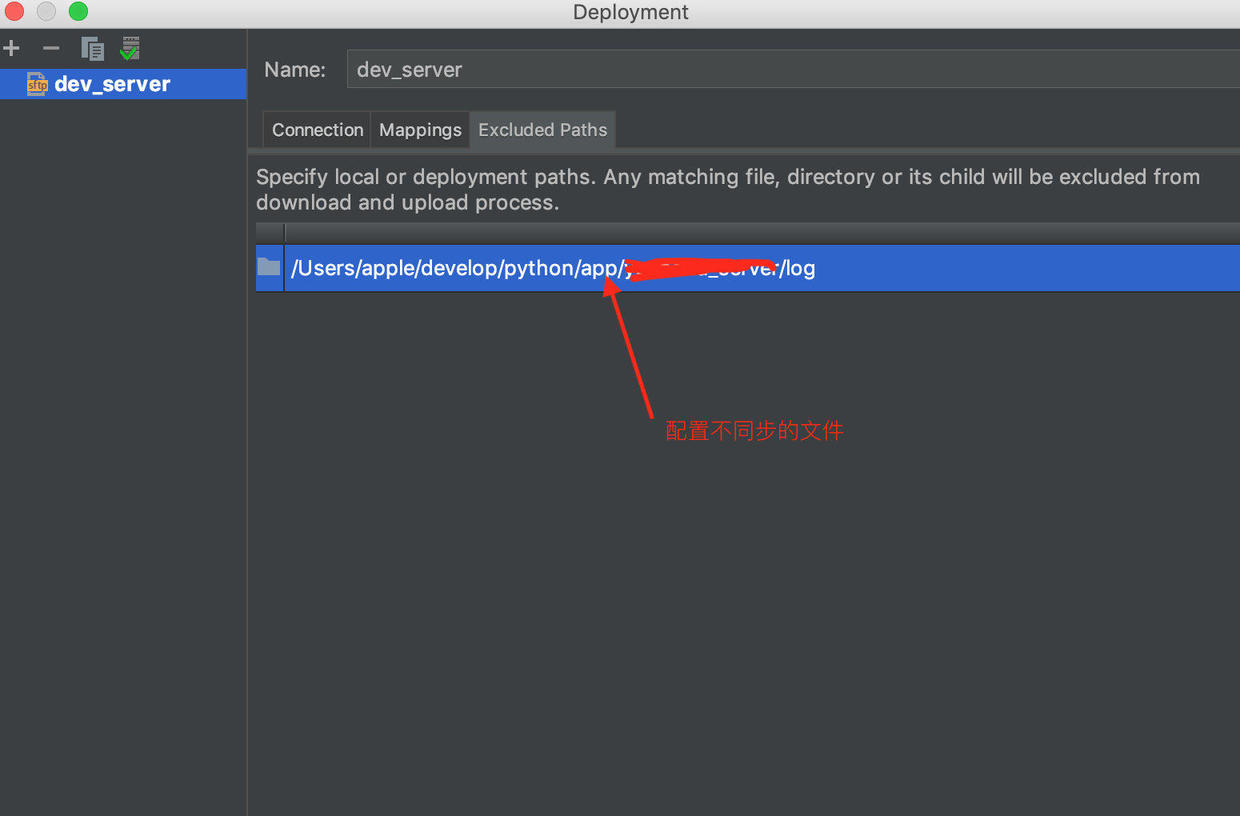 Deployment
sftp
dev_server
Name:
dev_server
Connection
Mappings
Excluded Paths
Specify local or deployment paths. Any matching file, directory or its child will be excluded from
download and upload process.
/Users/apple/develop/python/app/ /log
配置不同步的文件